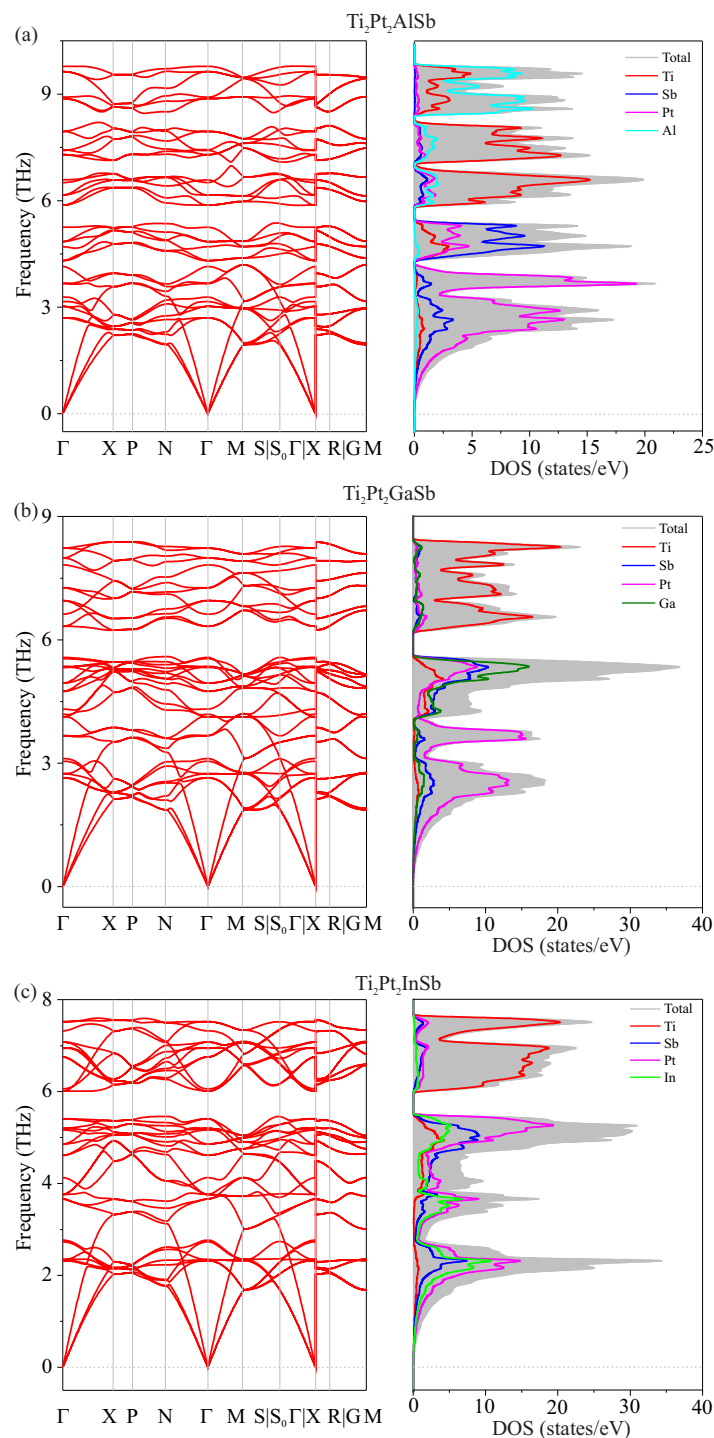 Ti₂Pt₂AlSb
(a)
Total
Ti
Sb
Pt
Al
9
6
3
0
Frequency (THz)
Γ X P N Γ M S|S₀ Γ|X R|G M
0 5 10 15 20 25
DOS (states/eV)
Ti₂Pt₂GaSb
(b)
Total
Ti
Sb
Pt
Ga
9
6
3
0
Frequency (THz)
Γ X P N Γ M S|S₀ Γ|X R|G M
0 10 20 30 40
DOS (states/eV)
Ti₂Pt₂InSb
(c)
Total
Ti
Sb
Pt
In
8
6
4
2
0
Frequency (THz)
Γ X P N Γ M S|S₀ Γ|X R|G M
0 10 20 30 40
DOS (states/eV)